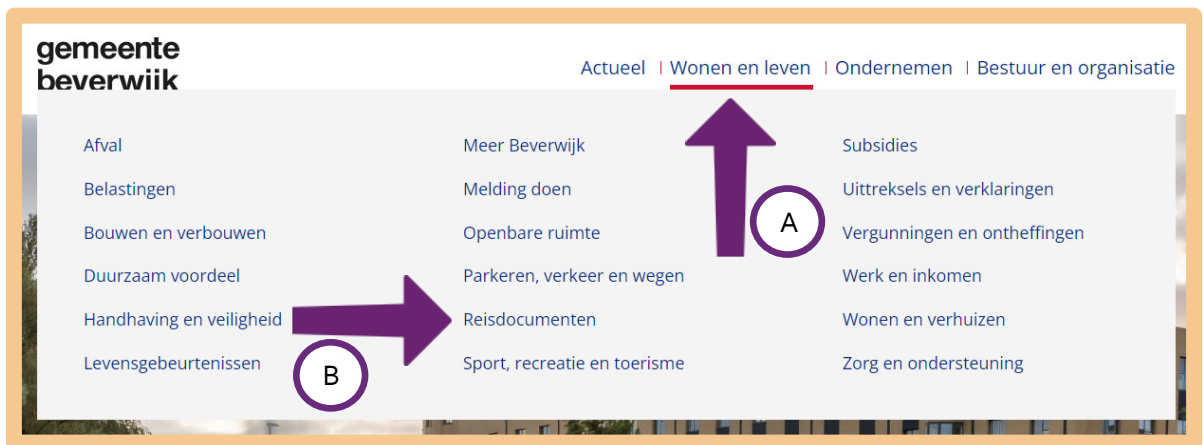 gemeente
beverwijk
Actueel | Wonen en leven | Ondernemen | Bestuur en organisatie
Afval
Belastingen
Bouwen en verbouwen
Duurzaam voordeel
Handhaving en veiligheid
Levensgebeurtenissen
Meer Beverwijk
Melding doen
Openbare ruimte
Parkeren, verkeer en wegen
Reisdocumenten
Sport, recreatie en toerisme
Subsidies
Uittreksels en verklaringen
Vergunningen en ontheffingen
Werk en inkomen
Wonen en verhuizen
Zorg en ondersteuning
A
B